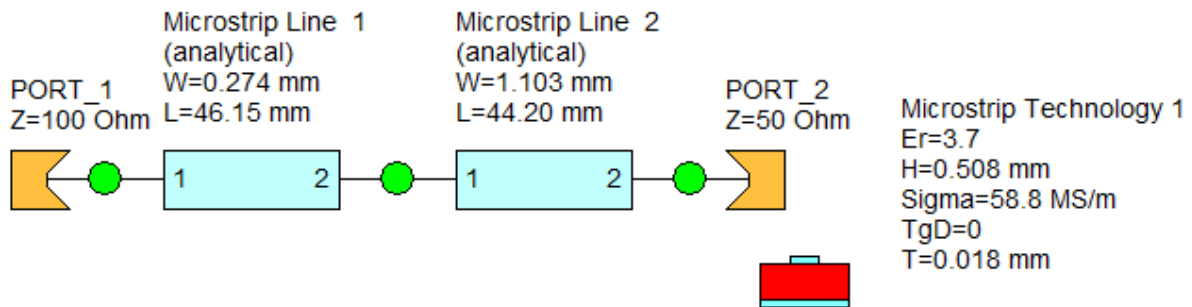 Microstrip Line  1
(analytical)
W=0.274 mm
L=46.15 mm
Microstrip Line  2
(analytical)
W=1.103 mm
L=44.20 mm
PORT_1
Z=100 Ohm
PORT_2
Z=50 Ohm
1
2
1
2
Microstrip Technology 1
Er=3.7
H=0.508 mm
Sigma=58.8 MS/m
TgD=0
T=0.018 mm